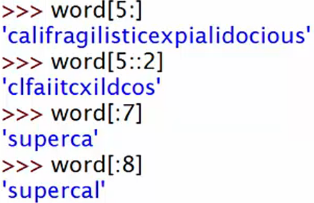 >>> word[5:]
'califragilisticexpialidocious'
>>> word[5::2]
'clfaiitcxildcos'
>>> word[:7]
'superca'
>>> word[:8]
'supercal'